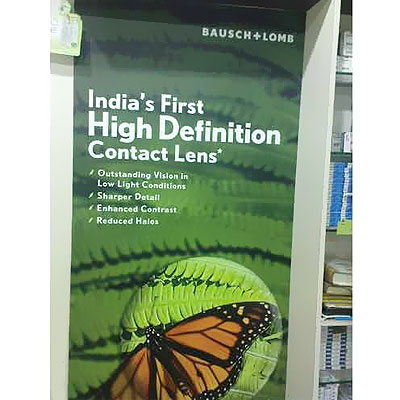 BAUSCH+LOMB
India's First
High Definition
Contact Lens*
Outstanding Vision in
Low Light Conditions
Sharper Detail
Enhanced Contrast
Reduced Halos